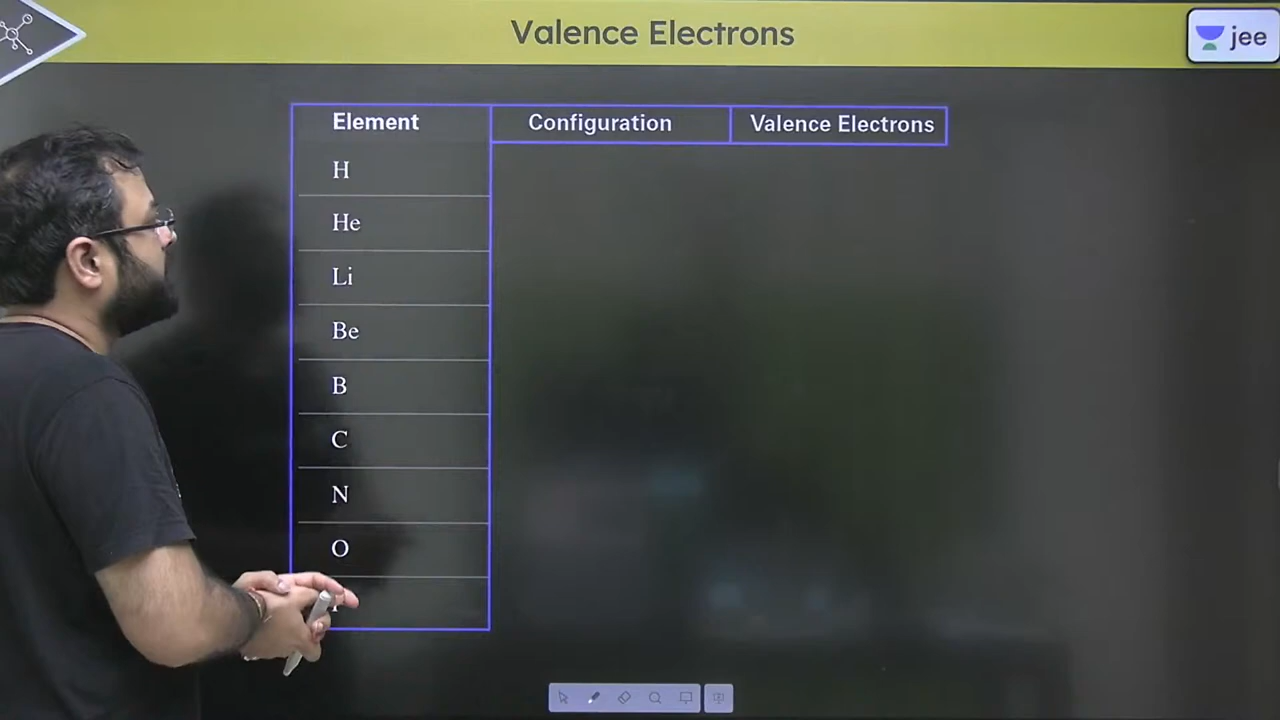 Valence Electrons
jee
Element Configuration Valence Electrons
H
He
Li
Be
B
C
N
O